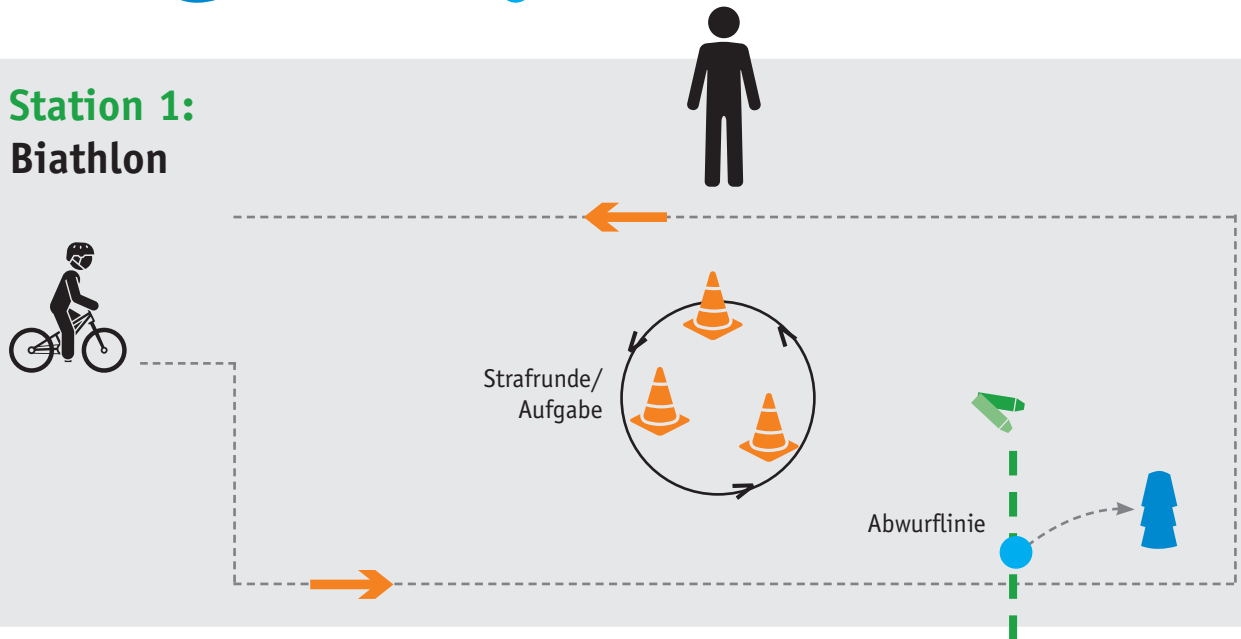 Station 1:
Biathlon
Strafrunde/
Aufgabe
Abwurflinie